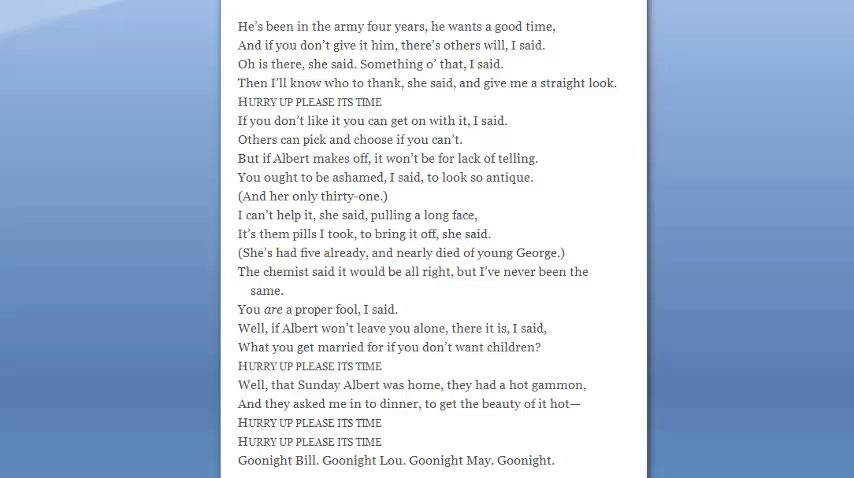 He’s been in the army four years, he wants a good time,
And if you don’t give it him, there’s others will, I said.
Oh is there, she said. Something o’ that, I said.
Then I’ll know who to thank, she said, and give me a straight look.
HURRY UP PLEASE ITS TIME
If you don’t like it you can get on with it, I said.
Others can pick and choose if you can’t.
But if Albert makes off, it won’t be for lack of telling.
You ought to be ashamed, I said, to look so antique.
(And her only thirty-one.)
I can’t help it, she said, pulling a long face,
It’s them pills I took, to bring it off, she said.
(She’s had five already, and nearly died of young George.)
The chemist said it would be all right, but I’ve never been the
same.
You are a proper fool, I said.
Well, if Albert won’t leave you alone, there it is, I said,
What you get married for if you don’t want children?
HURRY UP PLEASE ITS TIME
Well, that Sunday Albert was home, they had a hot gammon,
And they asked me in to dinner, to get the beauty of it hot—
HURRY UP PLEASE ITS TIME
HURRY UP PLEASE ITS TIME
Goonight Bill. Goonight Lou. Goonight May. Goonight.